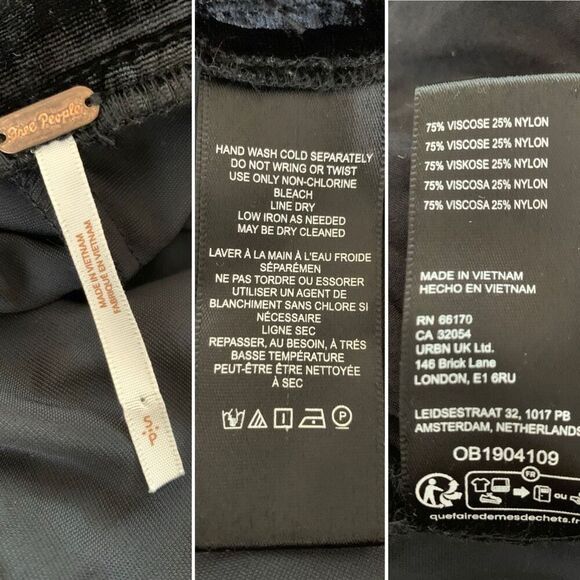 Free People
MADE IN VIETNAM
FABRIQUÉ EN VIETNAM
HAND WASH COLD SEPARATELY
DO NOT WRING OR TWIST
USE ONLY NON-CHLORINE
BLEACH
LINE DRY
LOW IRON AS NEEDED
MAY BE DRY CLEANED
LAVER À LA MAIN À L'EAU FROIDE
SÉPARÉMEN
NE PAS TORDRE OU ESSORER
UTILISER UN AGENT DE
BLANCHIMENT SANS CHLORE SI
NÉCESSAIRE
LIGNE SEC
REPASSER, AU BESOIN, À TRÉS
BASSE TEMPÉRATURE
PEUT-ÊTRE ÊTRE NETTOYÉE
À SEC
P
75% VISCOSE 25% NYLON
75% VISCOSE 25% NYLON
75% VISKOSE 25% NYLON
75% VISCOSA 25% NYLON
75% VISCOSA 25% NYLON
MADE IN VIETNAM
HECHO EN VIETNAM
RN 66170
CA 32054
URBN UK Ltd.
146 Brick Lane
LONDON, E1 6RU
LEIDSESTRAAT 32, 1017 PB
AMSTERDAM, NETHERLANDS
OB1904109
FR
OU
quefairedemesdechets.fr